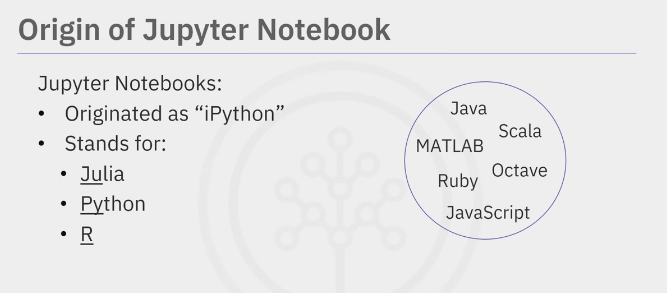 Origin of Jupyter Notebook
Jupyter Notebooks:
• Originated as “iPython”
• Stands for:
• Julia
• Python
• R
Java
Scala
MATLAB
Octave
Ruby
JavaScript